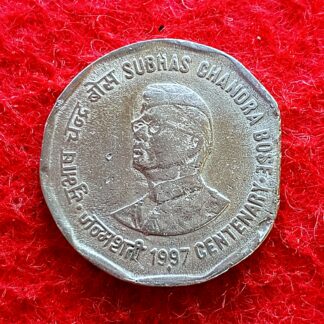 सुभाष चन्द्र बोस SUBHAS CHANDRA BOSE
जन्मशती 1997 CENTENARY